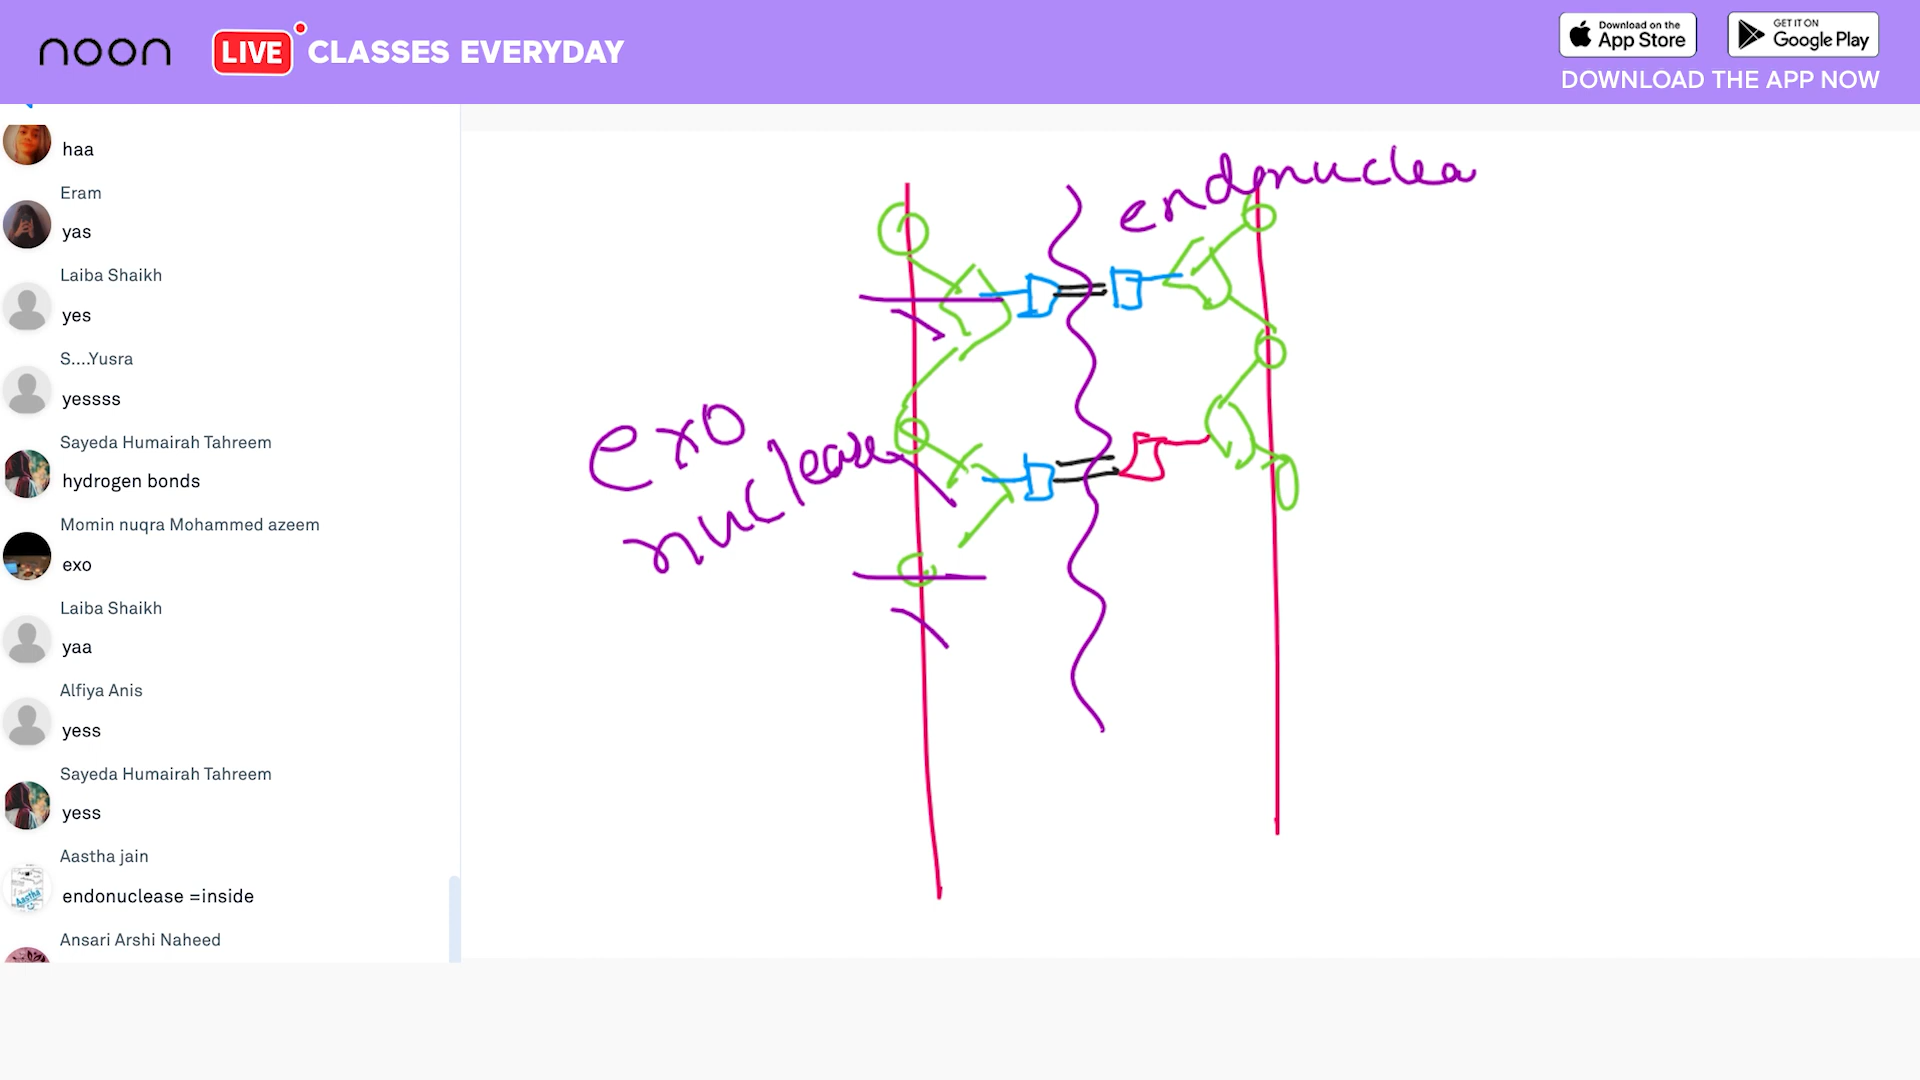 noon LIVE CLASSES EVERYDAY
Download on the App Store
GET IT ON Google Play
DOWNLOAD THE APP NOW
haa
Eram
yas
Laiba Shaikh
yes
S....Yusra
yessss
Sayeda Humairah Tahreem
hydrogen bonds
Momin nuqra Mohammed azeem
exo
Laiba Shaikh
yaa
Alfiya Anis
yess
Sayeda Humairah Tahreem
yess
Aastha jain
endonuclease =inside
Ansari Arshi Naheed
endonuclea
exo
nuclease